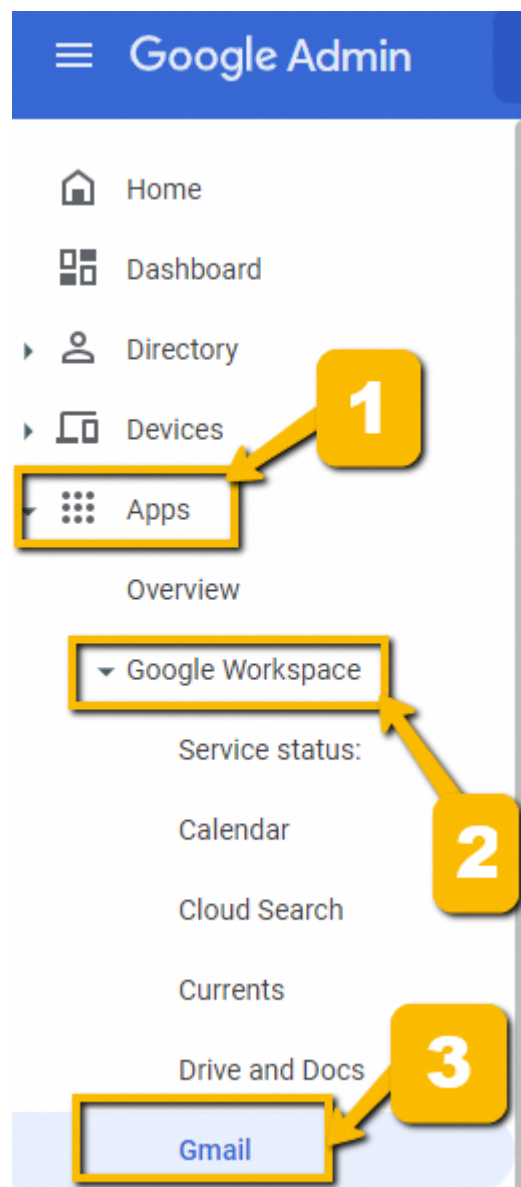 Google Admin
Home
Dashboard
Directory
1
Devices
Apps
Overview
Google Workspace
Service status:
Calendar
2
Cloud Search
Currents
Drive and Docs
3
Gmail